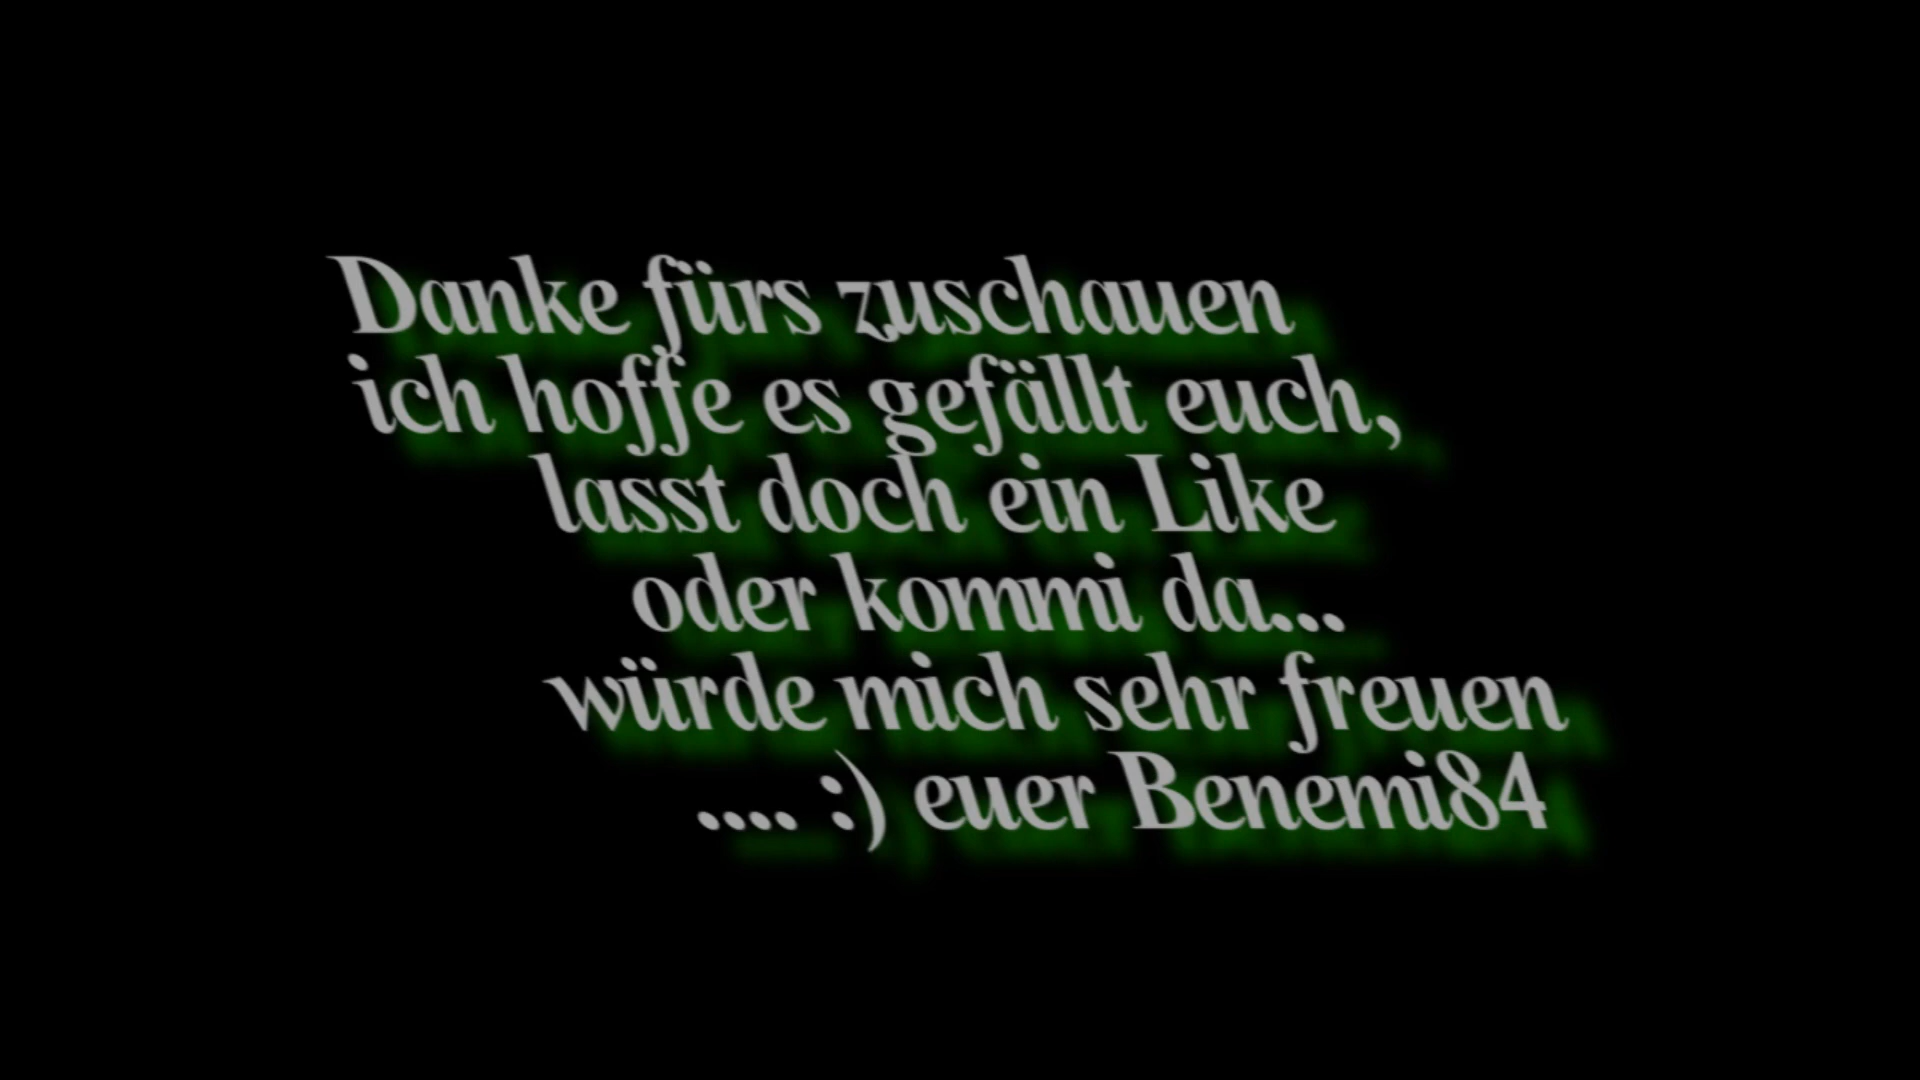 Danke fürs zuschauen
ich hoffe es gefällt euch,
lasst doch ein Like
oder kommi da...
würde mich sehr freuen
.... :) euer Benemi84